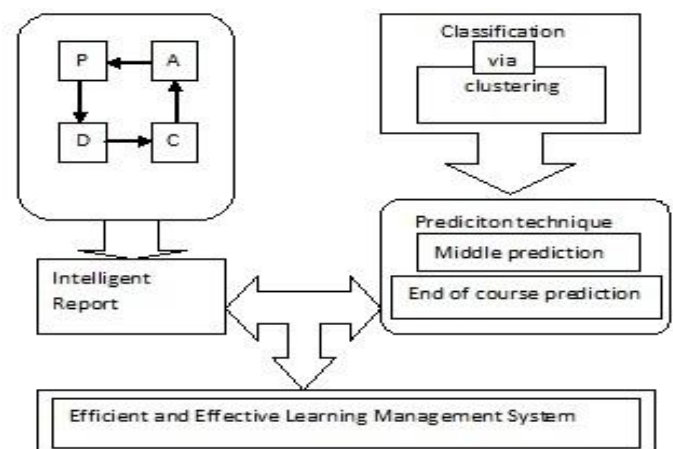 P
A
D
C
Classification
via
clustering
Prediciton technique
Middle prediction
End of course prediction
Intelligent
Report
Efficient and Effective Learning Management System